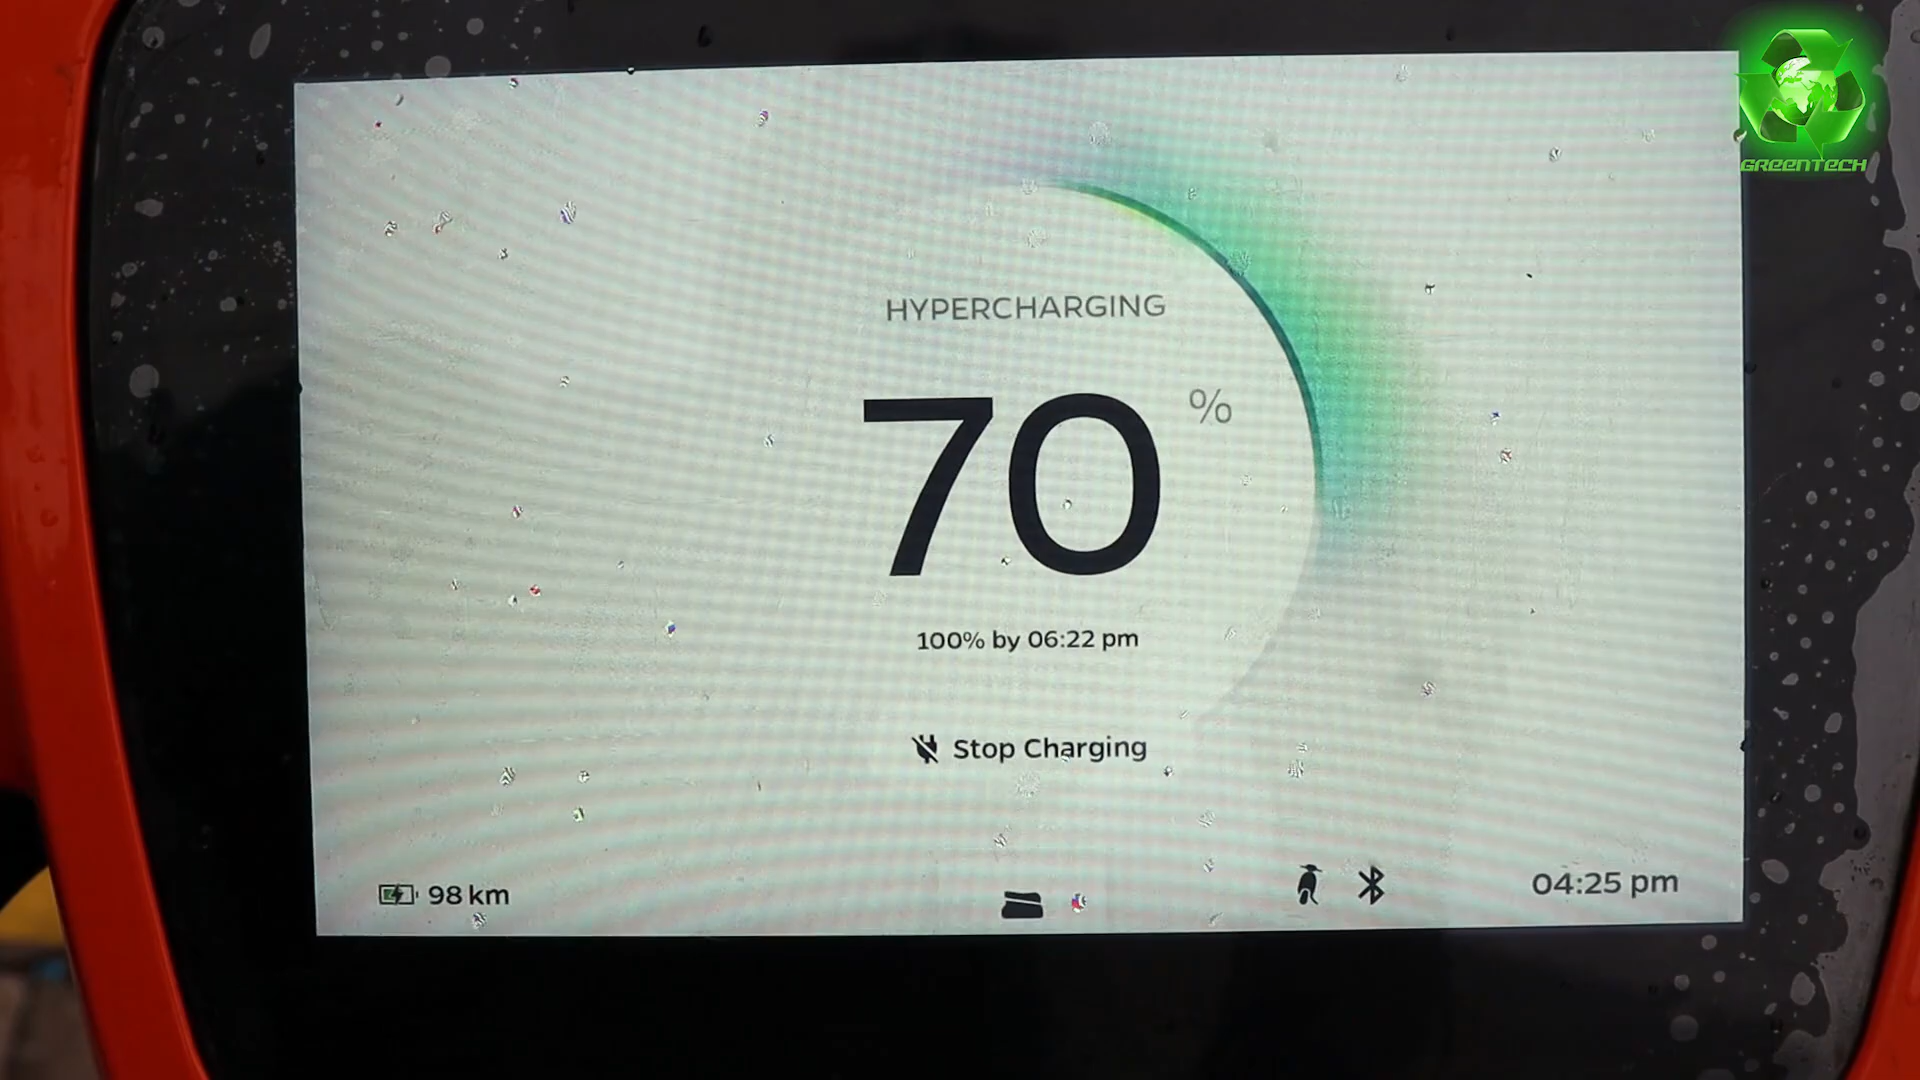 GREENTECH
HYPERCHARGING
70 %
100% by 06:22 pm
Stop Charging
98 km
04:25 pm